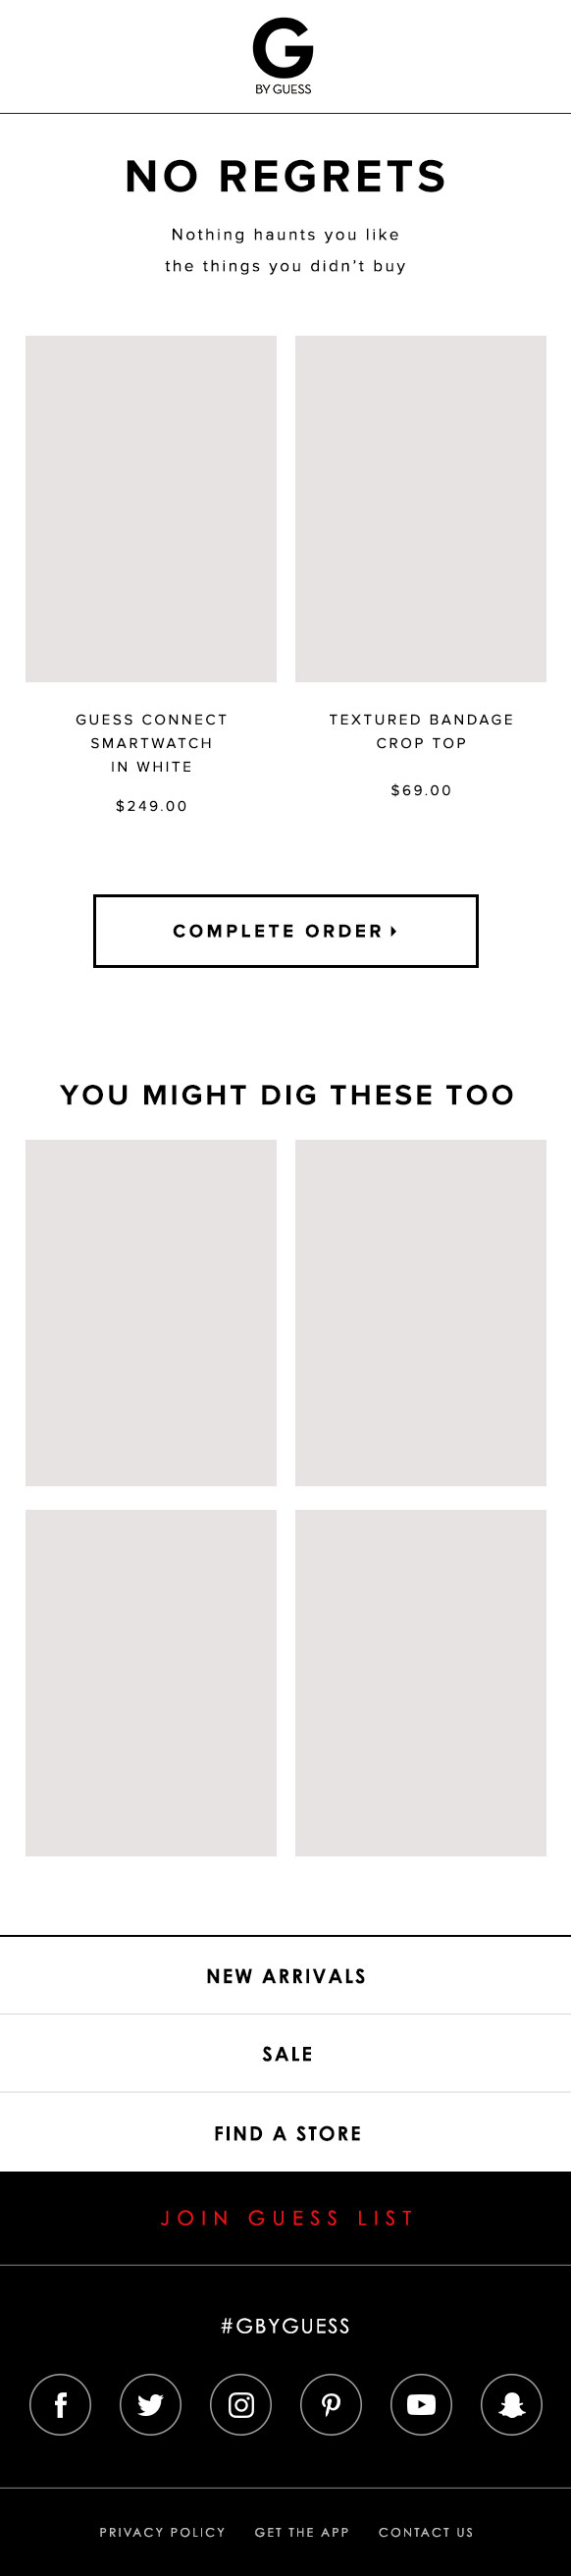 G
BY GUESS
NO REGRETS
Nothing haunts you like
the things you didn’t buy
GUESS CONNECT
SMARTWATCH
IN WHITE
$249.00
TEXTURED BANDAGE
CROP TOP
$69.00
COMPLETE ORDER
YOU MIGHT DIG THESE TOO
NEW ARRIVALS
SALE
FIND A STORE
JOIN GUESS LIST
#GBYGUESS
PRIVACY POLICY GET THE APP CONTACT US